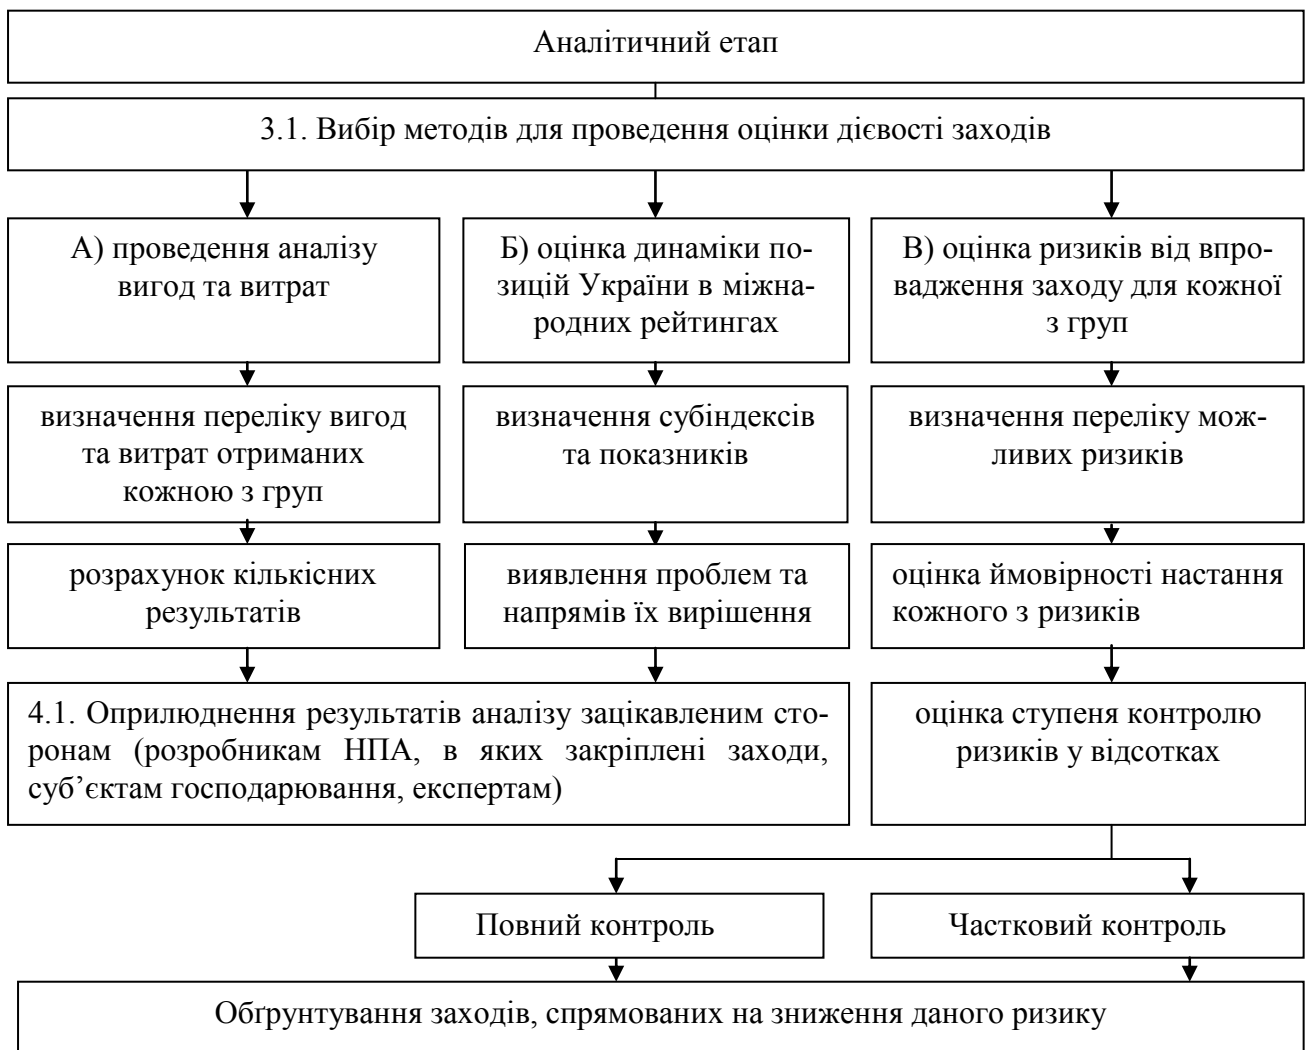 Аналітичний етап
3.1. Вибір методів для проведення оцінки дієвості заходів
А) проведення аналізу
вигод та витрат
Б) оцінка динаміки по-
зицій України в міжна-
родних рейтингах
В) оцінка ризиків від впро-
вадження заходу для кожної
з груп
визначення переліку вигод
та витрат отриманих
кожною з груп
визначення субіндексів
та показників
визначення переліку мож-
ливих ризиків
розрахунок кількісних
результатів
виявлення проблем та
напрямів їх вирішення
оцінка ймовірності настання
кожного з ризиків
4.1. Оприлюднення результатів аналізу зацікавленим сто-
ронам (розробникам НПА, в яких закріплені заходи,
суб’єктам господарювання, експертам)
оцінка ступеня контролю
ризиків у відсотках
Повний контроль
Частковий контроль
Обґрунтування заходів, спрямованих на зниження даного ризику